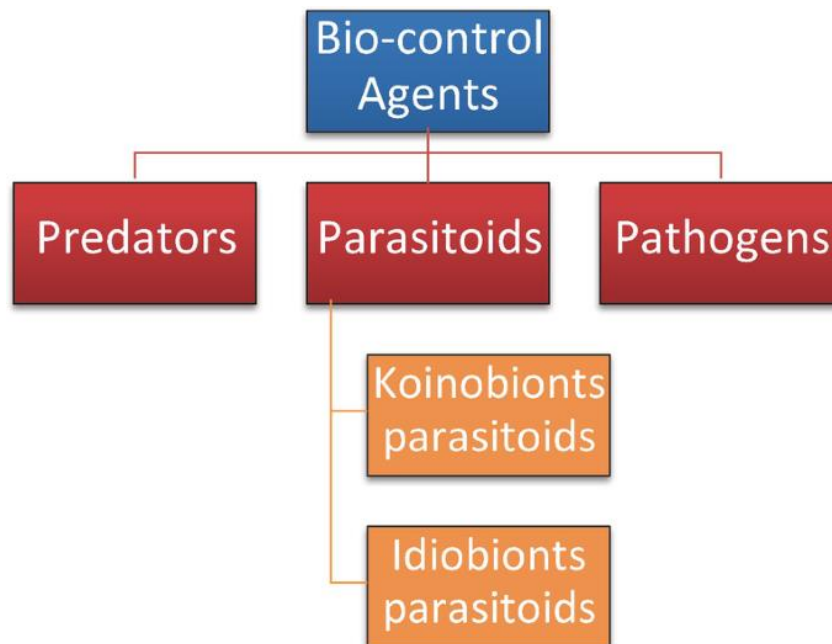 Bio-control
Agents
Predators
Parasitoids
Pathogens
Koinobionts
parasitoids
Idiobionts
parasitoids